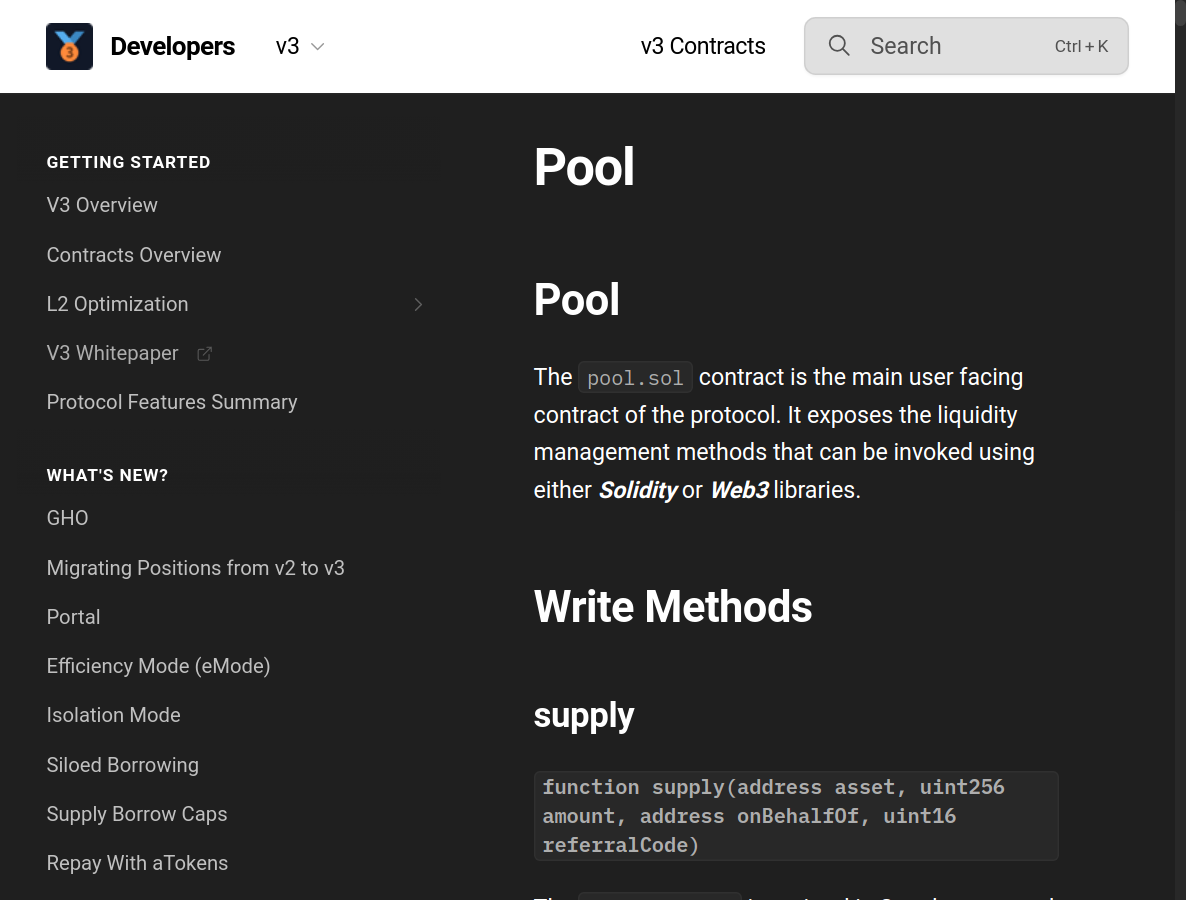 Developers
v3
v3 Contracts
Search
Ctrl + K
GETTING STARTED
V3 Overview
Contracts Overview
L2 Optimization
V3 Whitepaper
Protocol Features Summary
WHAT'S NEW?
GHO
Migrating Positions from v2 to v3
Portal
Efficiency Mode (eMode)
Isolation Mode
Siloed Borrowing
Supply Borrow Caps
Repay With aTokens
Pool
Pool
The pool.sol contract is the main user facing
contract of the protocol. It exposes the liquidity
management methods that can be invoked using
either Solidity or Web3 libraries.
Write Methods
supply
function supply(address asset, uint256
amount, address onBehalfOf, uint16
referralCode)